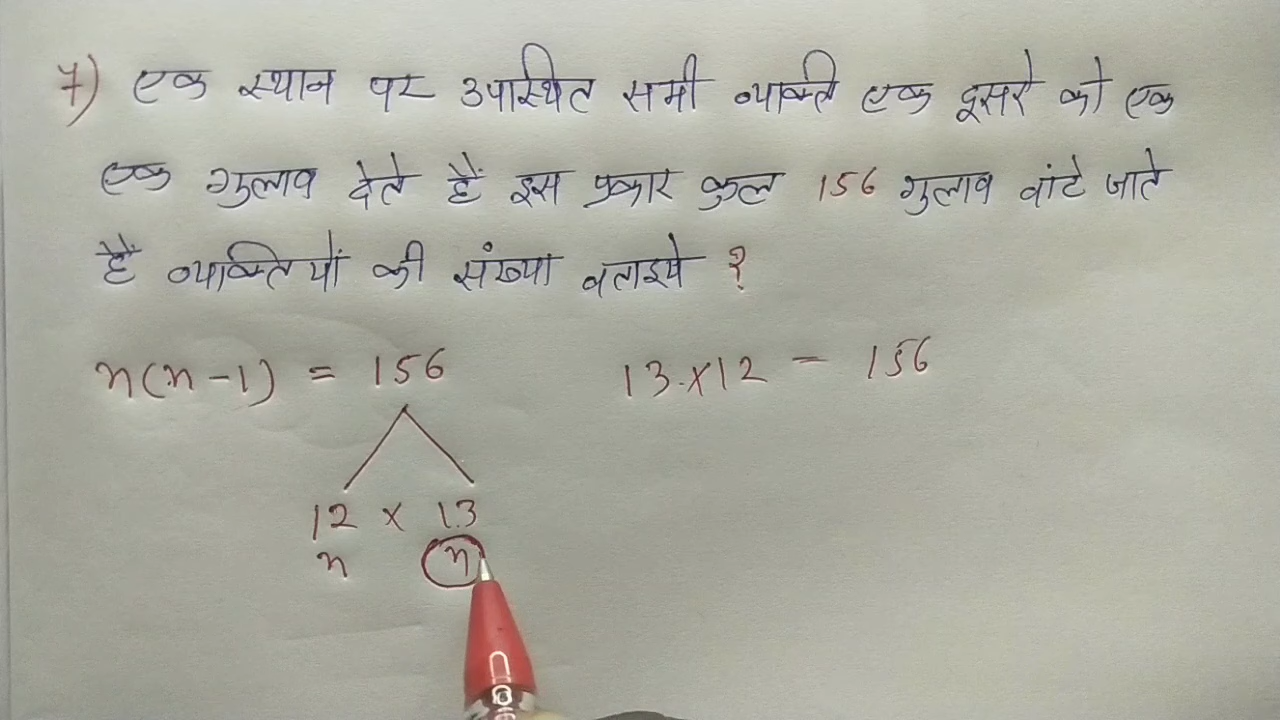 7) एक स्थान पर उपस्थित सभी व्यक्ति एक दूसरे को एक
एक गुलाब देते हैं इस प्रकार कुल 156 गुलाब बांटे जाते
हैं व्यक्तियों की संख्या बताइये ?
n(n-1) = 156 13.×12 = 156
12 × 13
n n